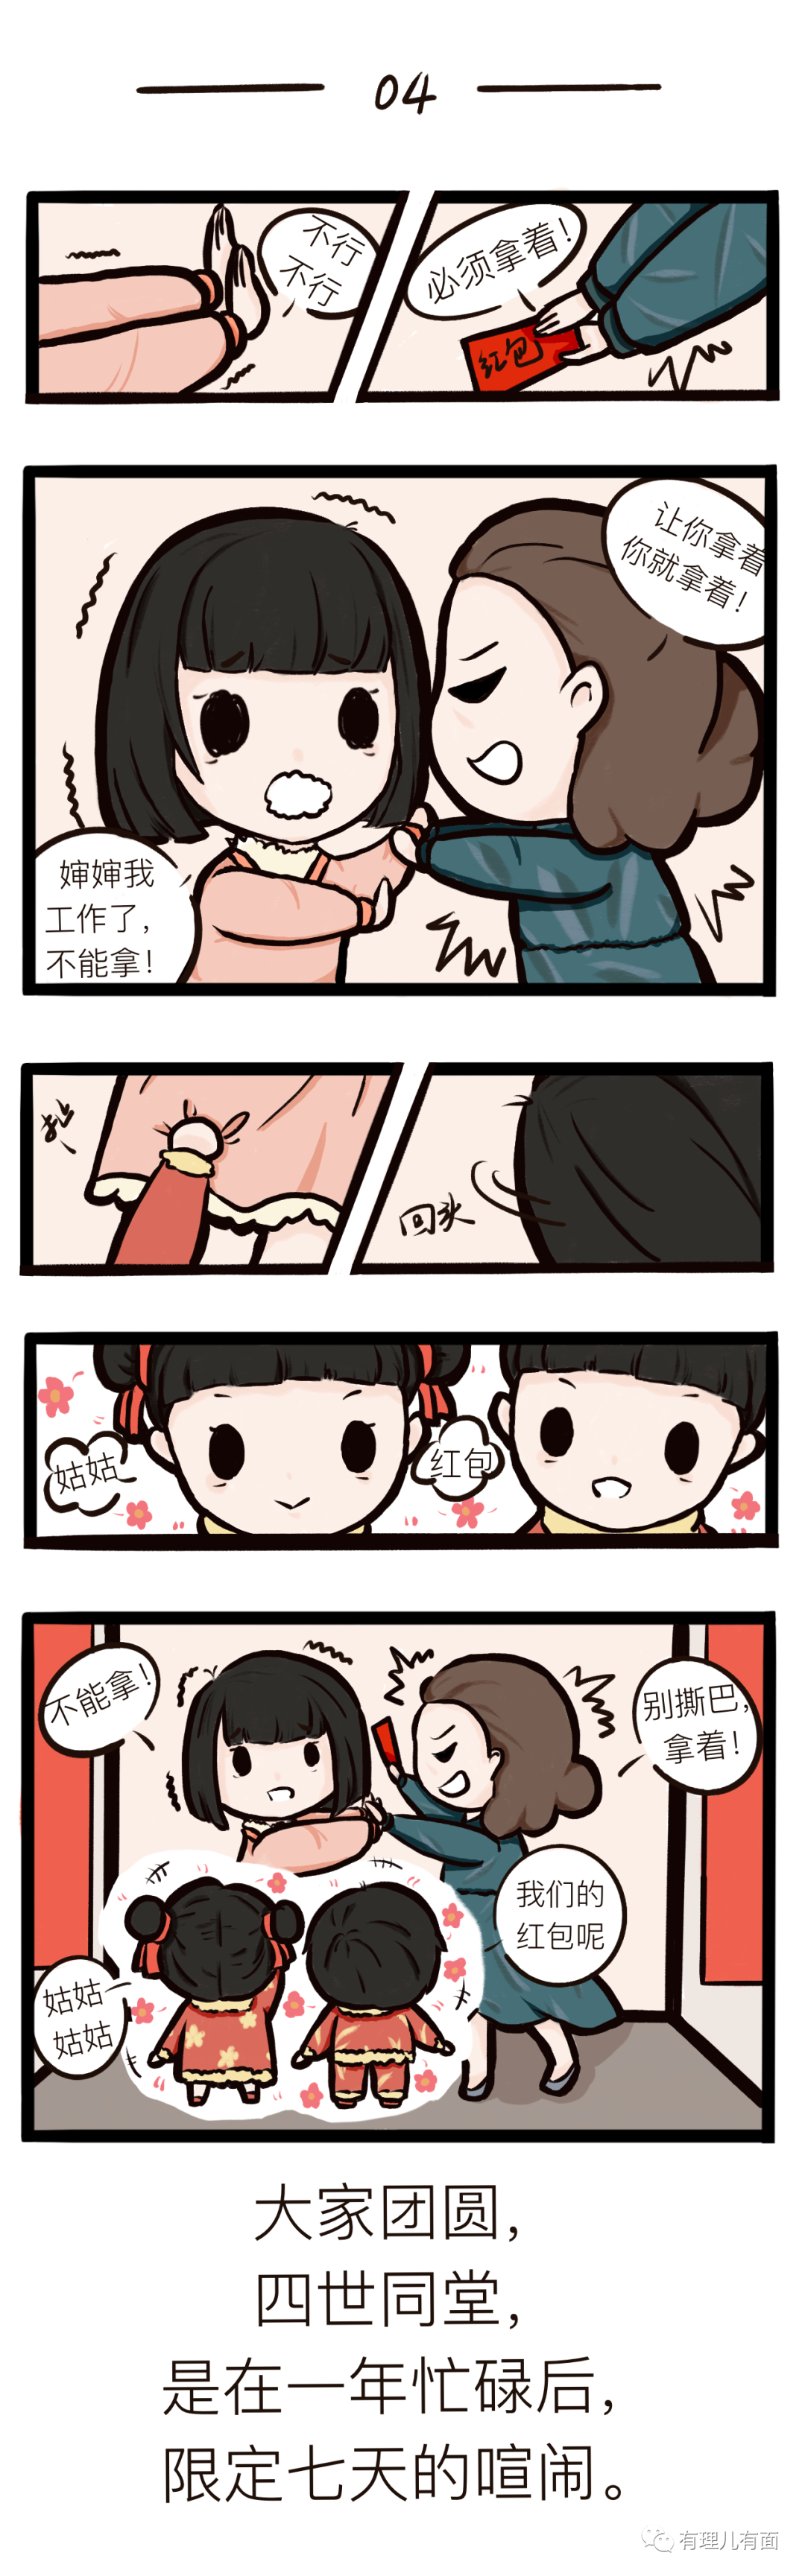 04
不行
不行
必须拿着！
红包
让你拿着
你就拿着！
婶婶我
工作了，
不能拿！
回头
姑姑
红包
不能拿！
别撕巴，
拿着！
我们的
红包呢
姑姑
姑姑
大家团圆，
四世同堂，
是在一年忙碌后，
限定七天的喧闹。
有理儿有面